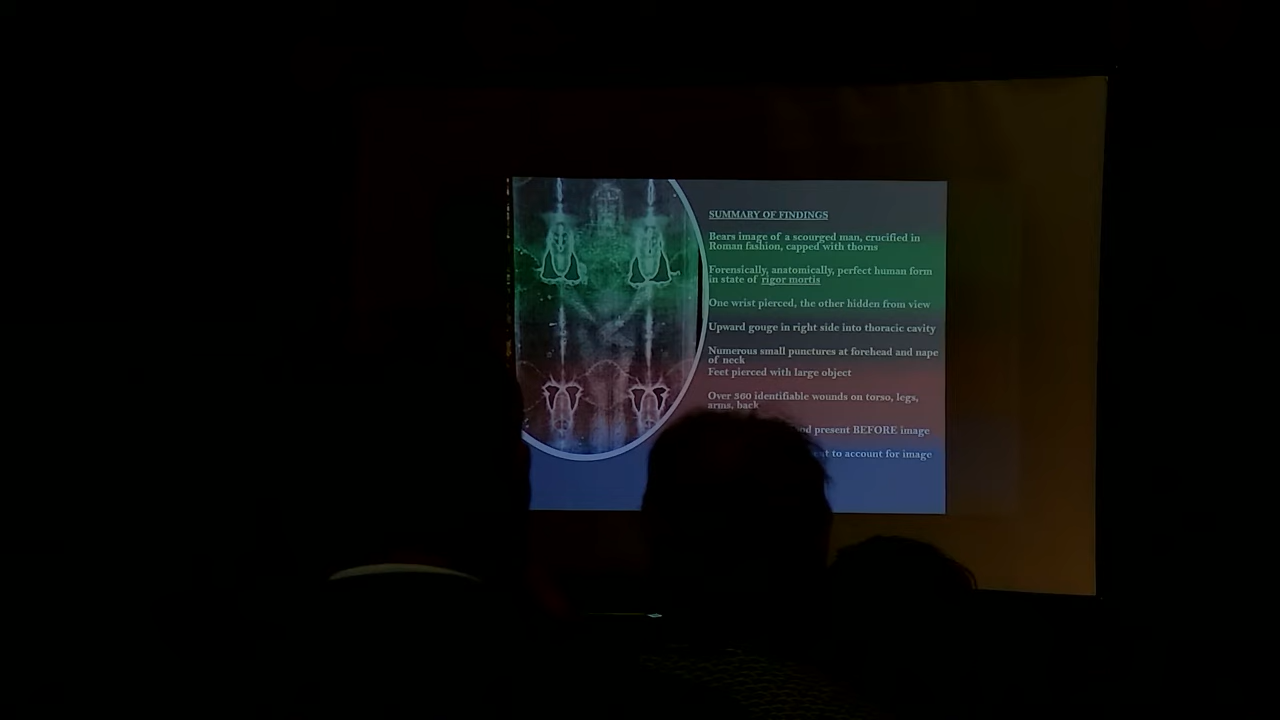 SUMMARY OF FINDINGS
Bears image of a scourged man, crucified in
Roman fashion, capped with thorns
Forensically, anatomically, perfect human form
in state of rigor mortis
One wrist pierced, the other hidden from view
Upward gouge in right side into thoracic cavity
Numerous small punctures at forehead and nape
of neck
Feet pierced with large object
Over 360 identifiable wounds on torso, legs,
arms, back
present BEFORE image
to account for image